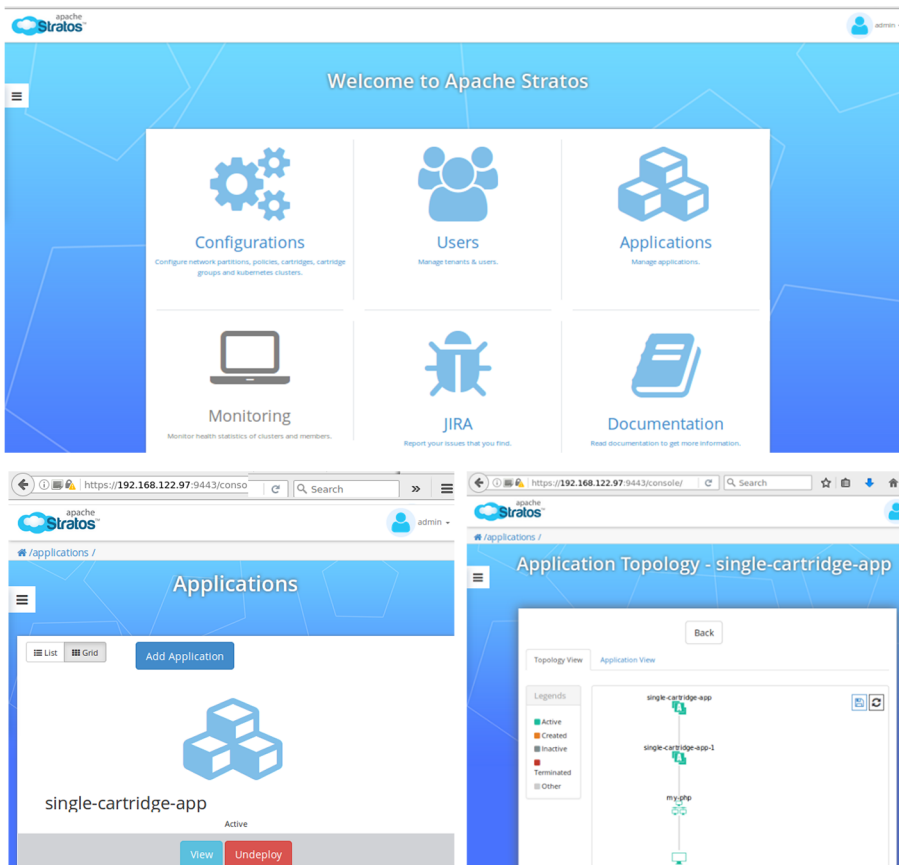 apache
Stratos™
admin
Welcome to Apache Stratos
Configurations
Configure network partitions, policies, cartridges, cartridge
groups and kubernetes clusters.
Users
Manage tenants & users.
Applications
Manage applications.
Monitoring
Monitor health statistics of clusters and members.
JIRA
Report your issues that you find.
Documentation
Read documentation to get more information.
https://192.168.122.97:9443/conso
Search
»
apache
Stratos™
admin
/applications /
Applications
List
Grid
Add Application
single-cartridge-app
Active
View
Undeploy
https://192.168.122.97:9443/console/
Search
apache
Stratos™
/applications /
Application Topology - single-cartridge-app
Back
Topology View
Application View
Legends
Active
Created
Inactive
Terminated
Other
single-cartridge-app
single-cartridge-app-1
my-php